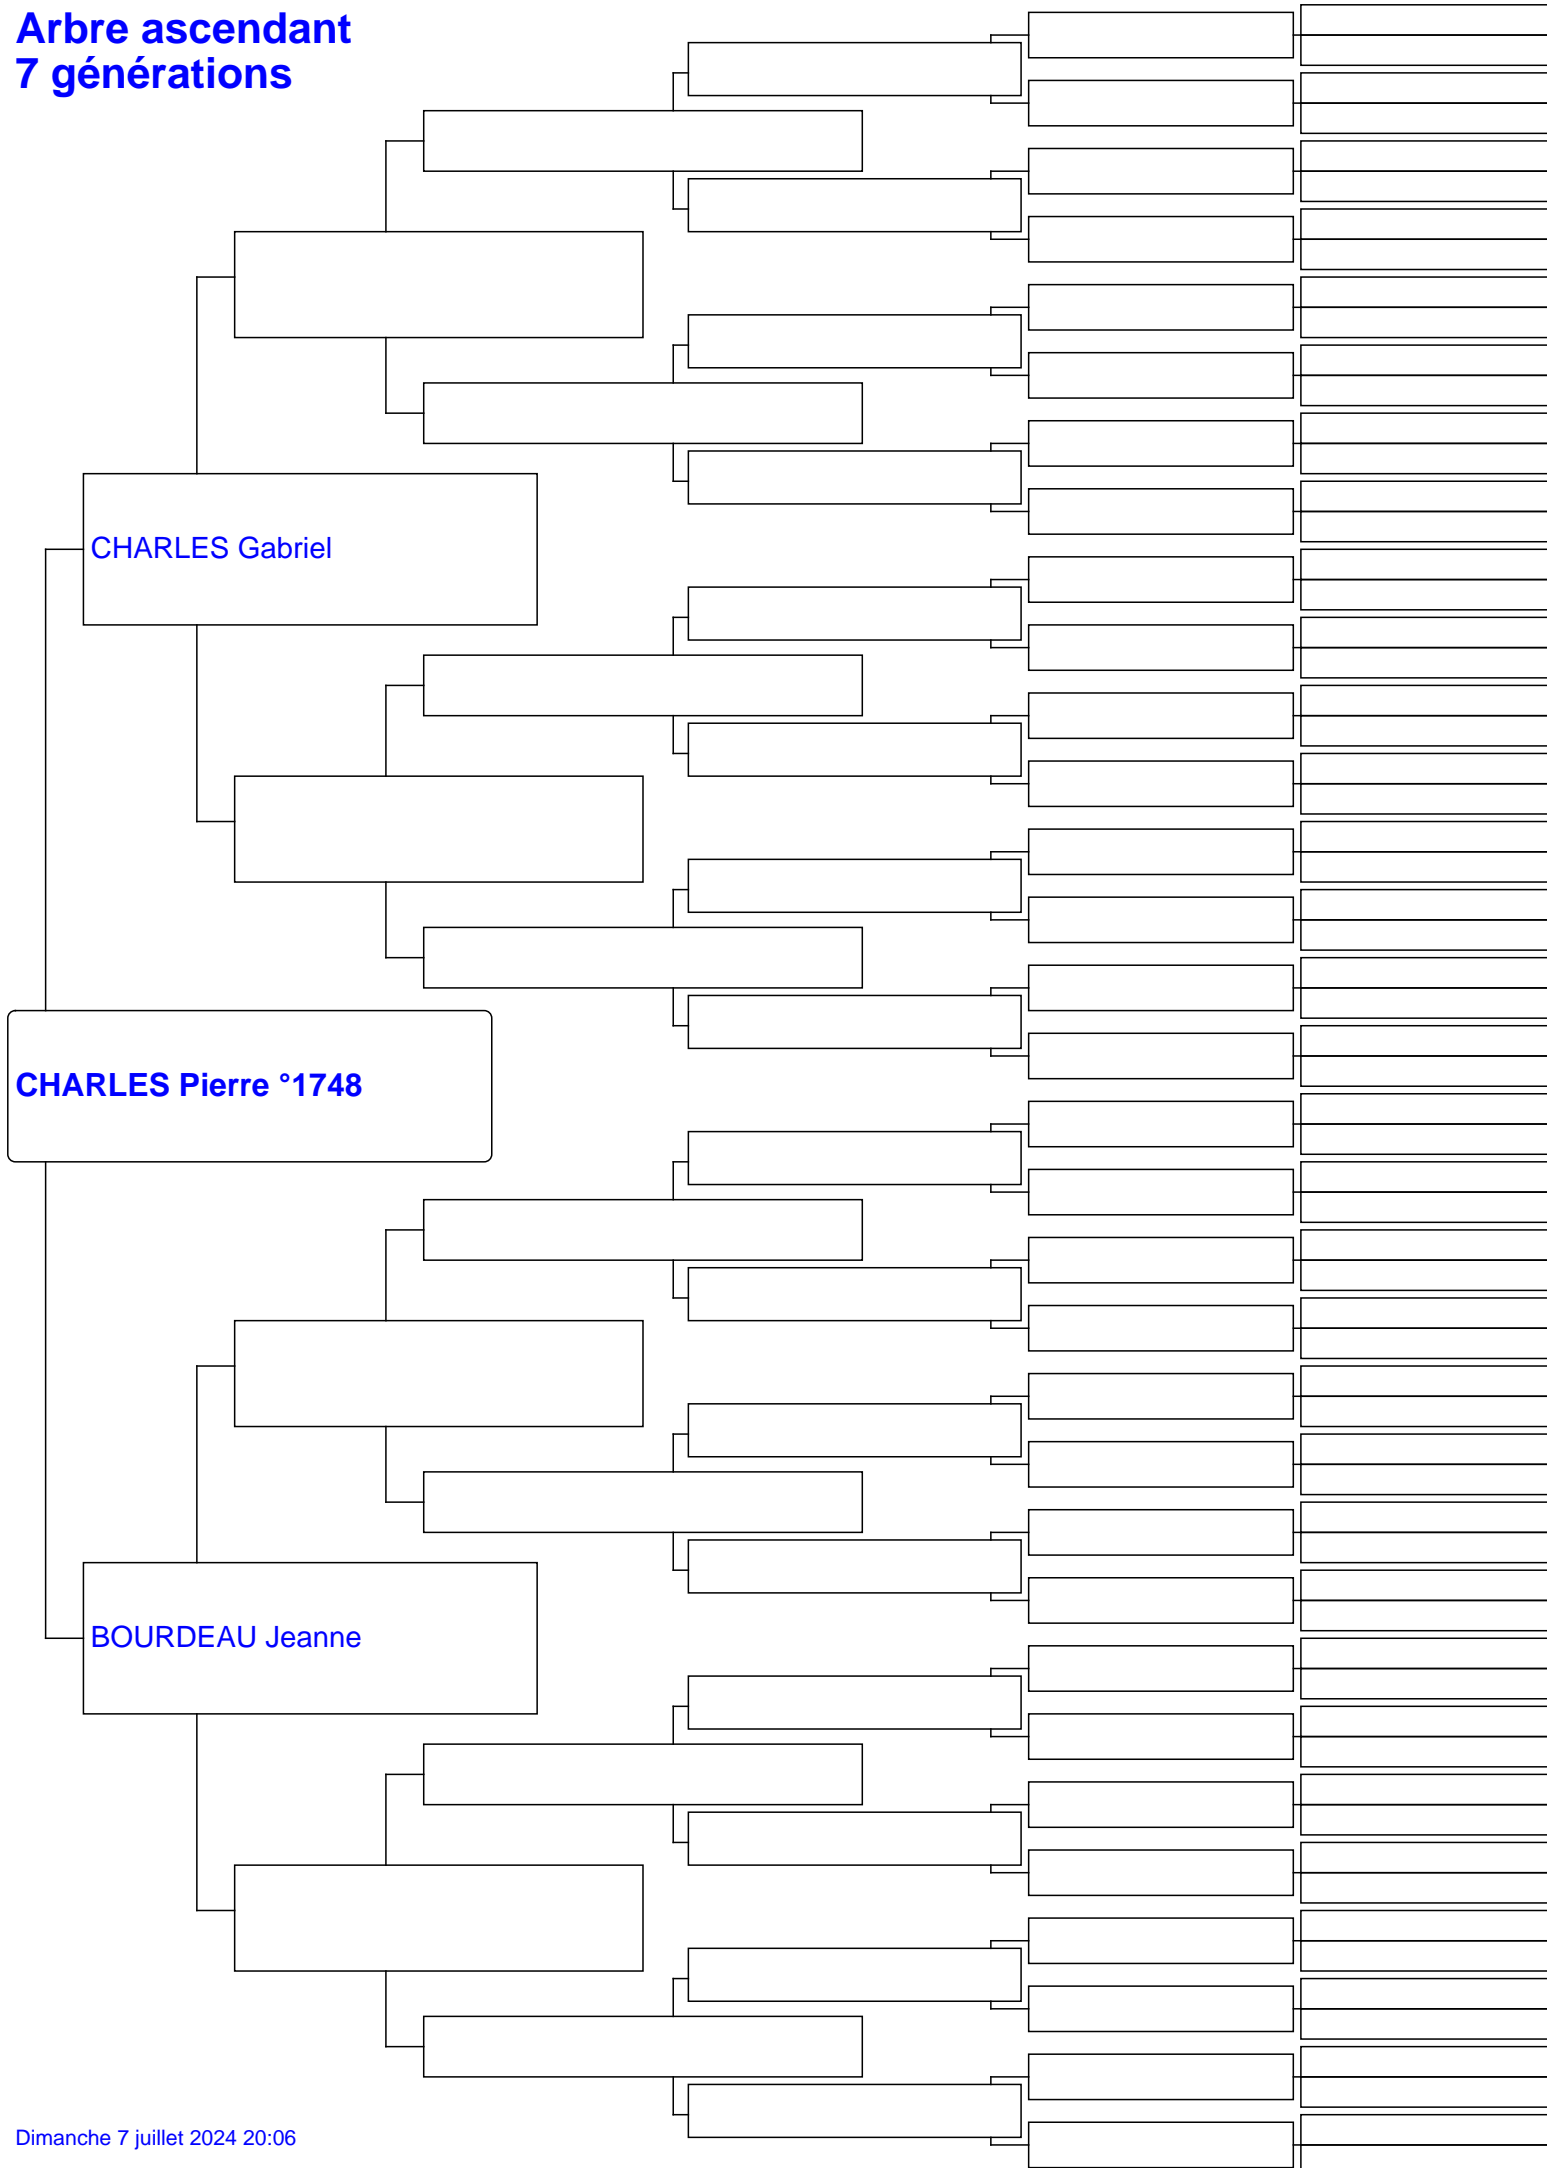 Arbre ascendant
7 générations
CHARLES Gabriel
CHARLES Pierre °1748
BOURDEAU Jeanne
Dimanche 7 juillet 2024 20:06